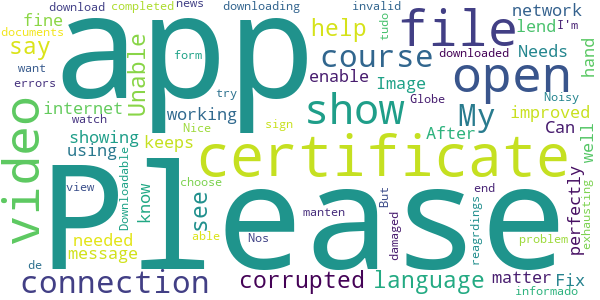 download completed news downloading invalid
documents fine
say
want
errors
internet
showing
using
video
app
Unable
form
Nice
working
watch
try
help
course
enable
Image
show
Globe
file
tudo
I'm
downloaded
open
My
After
network
lend
Needs
Noisy
improved
Can
hand
well
exhausting
perfectly
keeps
certificate
Please
view
know
Downloadable
choose
sign
see
able
Nos
manten
But
damaged
reagrdings
end
problem
needed
message
de
connection
corrupted
language
matter
Fix
informado